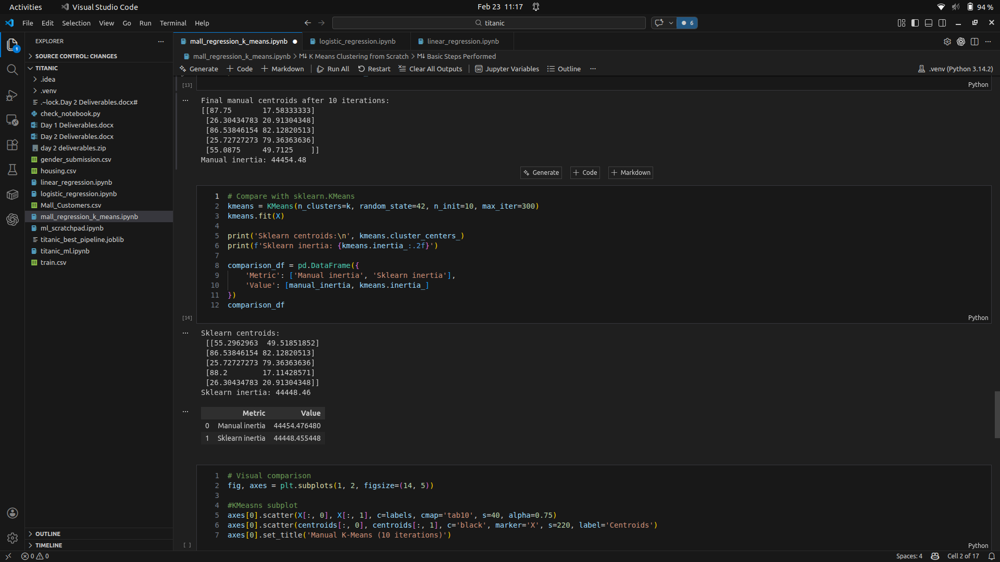 Activities
Visual Studio Code
Feb 23 11:17
94 %
File Edit Selection View Go Run Terminal Help
titanic
6
EXPLORER
SOURCE CONTROL: CHANGES
TITANIC
.idea
.venv
.~lock.Day 2 Deliverables.docx#
check_notebook.py
Day 1 Deliverables.docx
Day 2 Deliverables.docx
day 2 deliverables.zip
gender_submission.csv
housing.csv
linear_regression.ipynb
logistic_regression.ipynb
Mall_Customers.csv
mall_regression_k_means.ipynb
ml_scratchpad.ipynb
titanic_best_pipeline.joblib
titanic_ml.ipynb
train.csv
OUTLINE
TIMELINE
1
mall_regression_k_means.ipynb
logistic_regression.ipynb
linear_regression.ipynb
mall_regression_k_means.ipynb > M↓ K Means Clustering from Scratch > M↓ Basic Steps Performed
Generate + Code + Markdown Run All Restart Clear All Outputs Jupyter Variables Outline ...
.venv (Python 3.14.2)
[13]
Python
Final manual centroids after 10 iterations:
[[87.75       17.58333333]
 [26.30434783 20.91304348]
 [86.53846154 82.12820513]
 [25.72727273 79.36363636]
 [55.0875     49.7125    ]]
Manual inertia: 44454.48
Generate + Code + Markdown
1 # Compare with sklearn.KMeans
2 kmeans = KMeans(n_clusters=k, random_state=42, n_init=10, max_iter=300)
3 kmeans.fit(X)
4
5 print('Sklearn centroids:\n', kmeans.cluster_centers_)
6 print(f'Sklearn inertia: {kmeans.inertia_:.2f}')
7
8 comparison_df = pd.DataFrame({
9     'Metric': ['Manual inertia', 'Sklearn inertia'],
10     'Value': [manual_inertia, kmeans.inertia_]
11 })
12 comparison_df
[14]
Python
Sklearn centroids:
 [[55.2962963  49.51851852]
 [86.53846154 82.12820513]
 [25.72727273 79.36363636]
 [88.2        17.11428571]
 [26.30434783 20.91304348]]
Sklearn inertia: 44448.46
Metric Value
0 Manual inertia 44454.476480
1 Sklearn inertia 44448.455448
1 # Visual comparison
2 fig, axes = plt.subplots(1, 2, figsize=(14, 5))
3
4 #KMeasns subplot
5 axes[0].scatter(X[:, 0], X[:, 1], c=labels, cmap='tab10', s=40, alpha=0.75)
6 axes[0].scatter(centroids[:, 0], centroids[:, 1], c='black', marker='X', s=220, label='Centroids')
7 axes[0].set_title('Manual K-Means (10 iterations)')
[ ]
Python
0 0
Spaces: 4
Cell 2 of 17